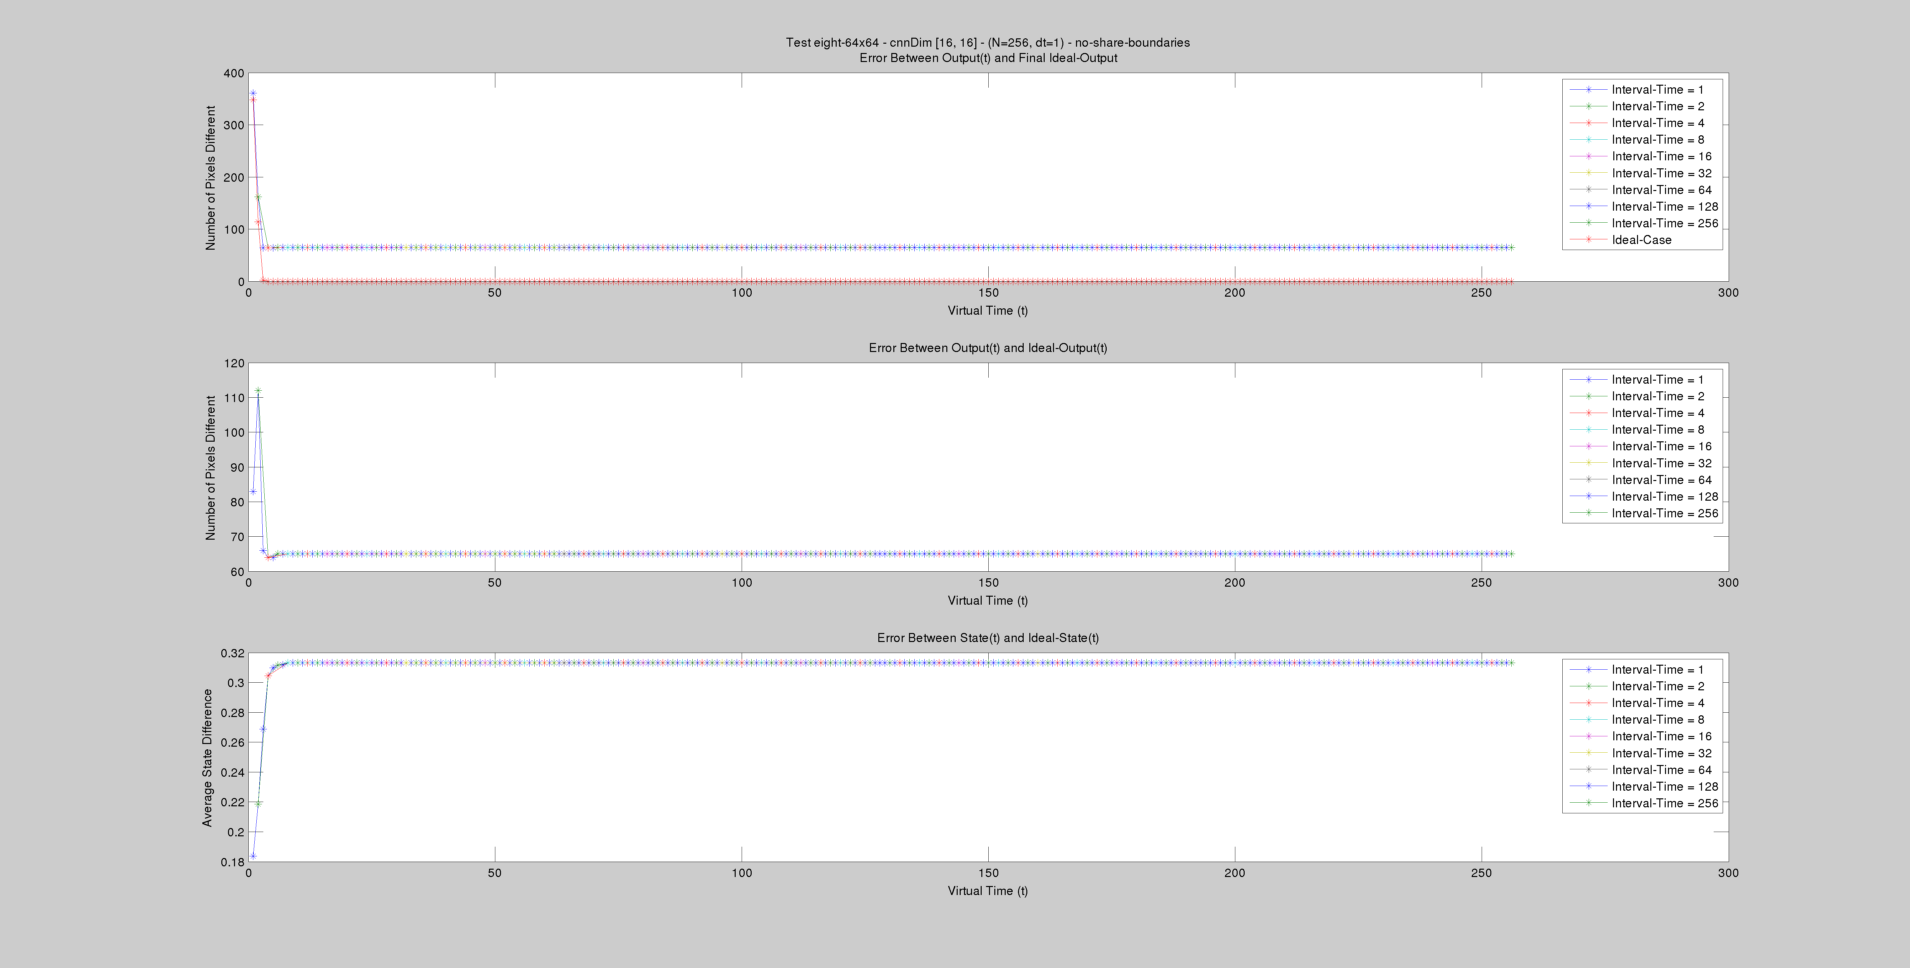 Test eight-64x64 - cnnDim [16, 16] - (N=256, dt=1) - no-share-boundaries
Error Between Output(t) and Final Ideal-Output
Number of Pixels Different
400
300
200
100
0
0
50
100
150
200
250
300
Virtual Time (t)
Interval-Time = 1
Interval-Time = 2
Interval-Time = 4
Interval-Time = 8
Interval-Time = 16
Interval-Time = 32
Interval-Time = 64
Interval-Time = 128
Interval-Time = 256
Ideal-Case
Error Between Output(t) and Ideal-Output(t)
Number of Pixels Different
120
110
100
90
80
70
60
0
50
100
150
200
250
300
Virtual Time (t)
Interval-Time = 1
Interval-Time = 2
Interval-Time = 4
Interval-Time = 8
Interval-Time = 16
Interval-Time = 32
Interval-Time = 64
Interval-Time = 128
Interval-Time = 256
Error Between State(t) and Ideal-State(t)
Average State Difference
0.32
0.3
0.28
0.26
0.24
0.22
0.2
0.18
0
50
100
150
200
250
300
Virtual Time (t)
Interval-Time = 1
Interval-Time = 2
Interval-Time = 4
Interval-Time = 8
Interval-Time = 16
Interval-Time = 32
Interval-Time = 64
Interval-Time = 128
Interval-Time = 256